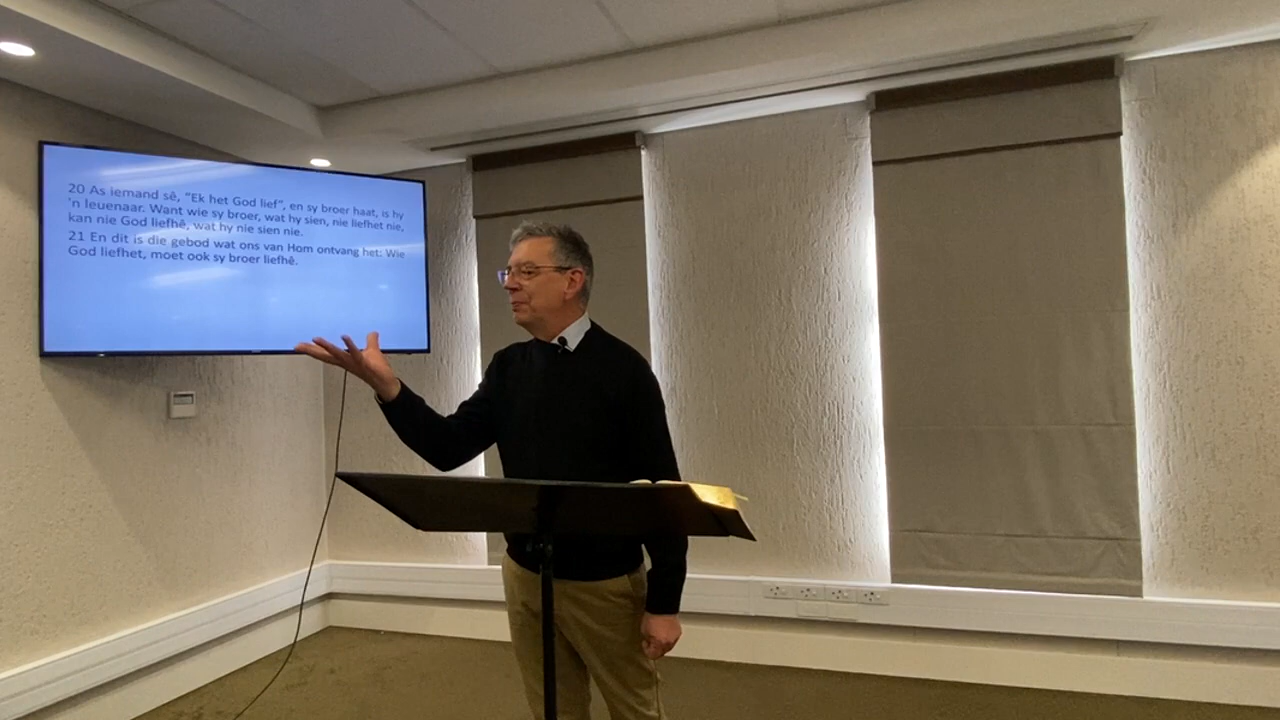 20 As iemand sê, “Ek het God lief”, en sy broer haat, is hy
'n leuenaar. Want wie sy broer, wat hy sien, nie liefhet nie,
kan nie God liefhê, wat hy nie sien nie.
21 En dit is die gebod wat ons van Hom ontvang het: Wie
God liefhet, moet ook sy broer liefhê.